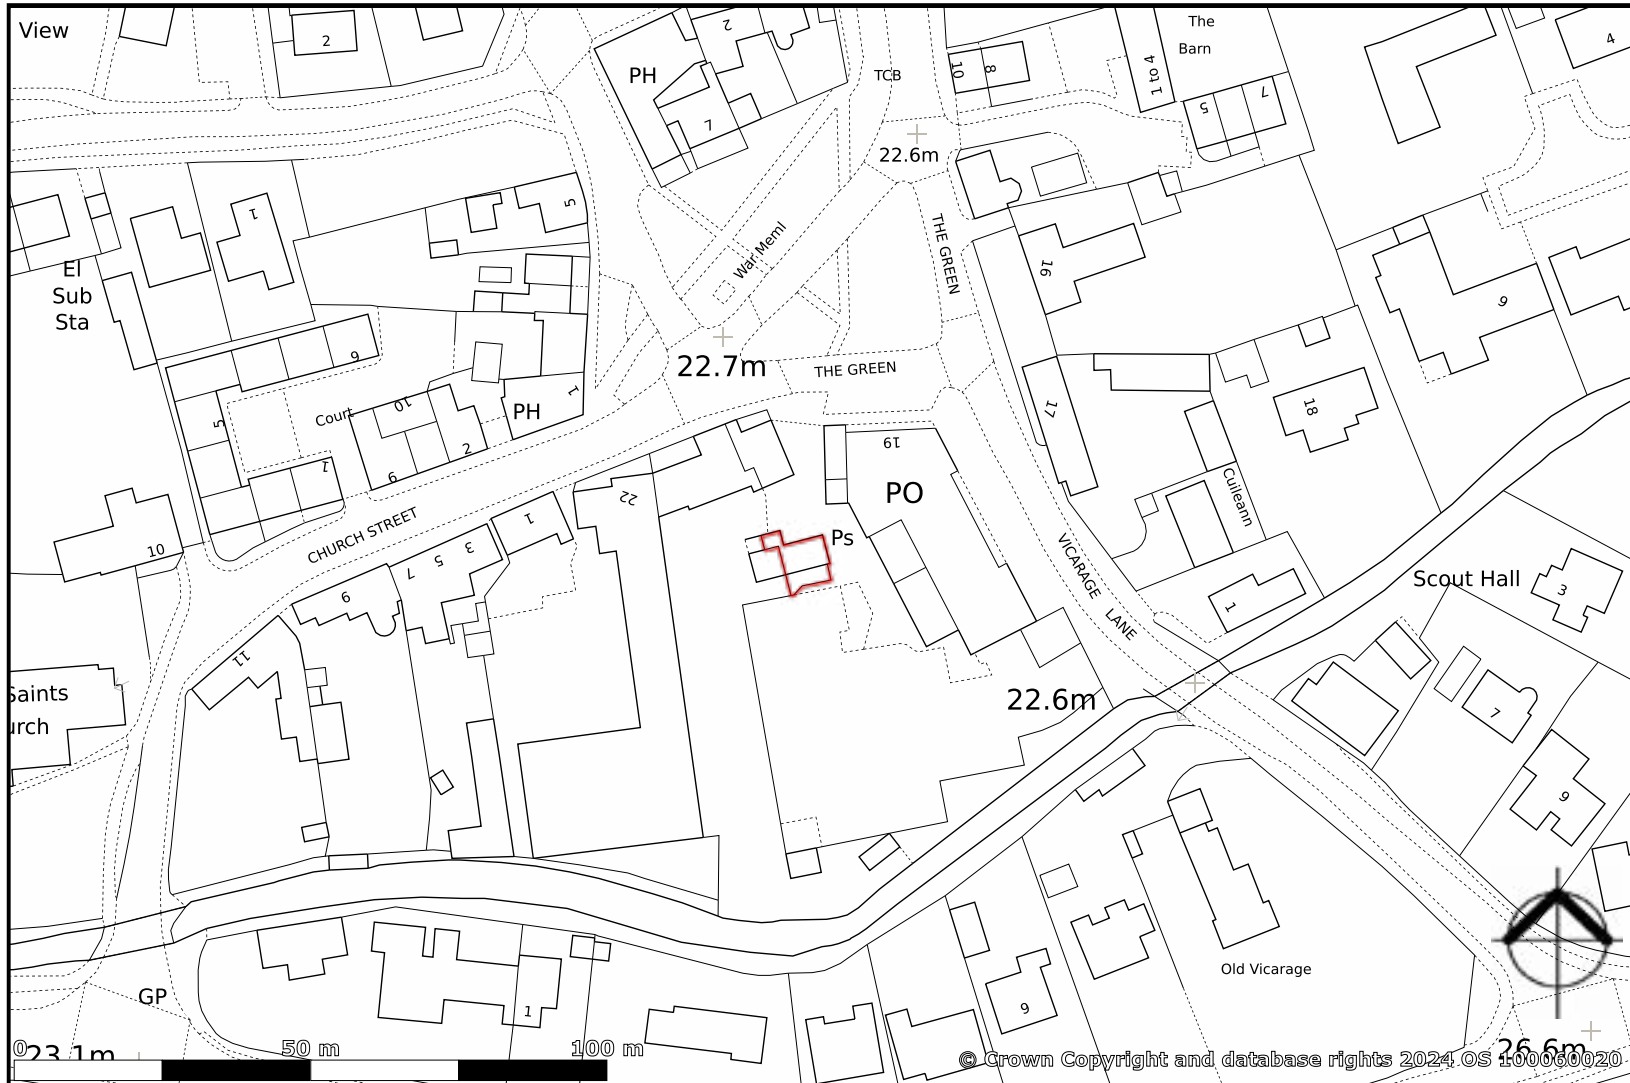 View
2
PH
2
7
TCB
10
8
1 to 4
The
Barn
5
7
4
22.6m
1
5
War Meml
THE GREEN
16
El
Sub
Sta
9
6
22.7m
THE GREEN
1
PH
Court
10
5
2
1
6
17
18
19
PO
22
1
CHURCH STREET
3
5
7
9
10
Ps
Cuileann
VICARAGE LANE
1
Scout Hall
3
11
Saints
urch
22.6m
7
9
GP
1
9
Old Vicarage
0
50 m
100 m
23.1m
26.6m
© Crown Copyright and database rights 2024 OS 100060020